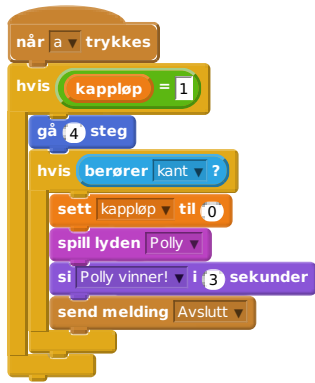 når a trykkes
hvis kappløp = 1
gå 4 steg
hvis berører kant ?
sett kappløp til 0
spill lyden Polly
si Polly vinner! i 3 sekunder
send melding Avslutt